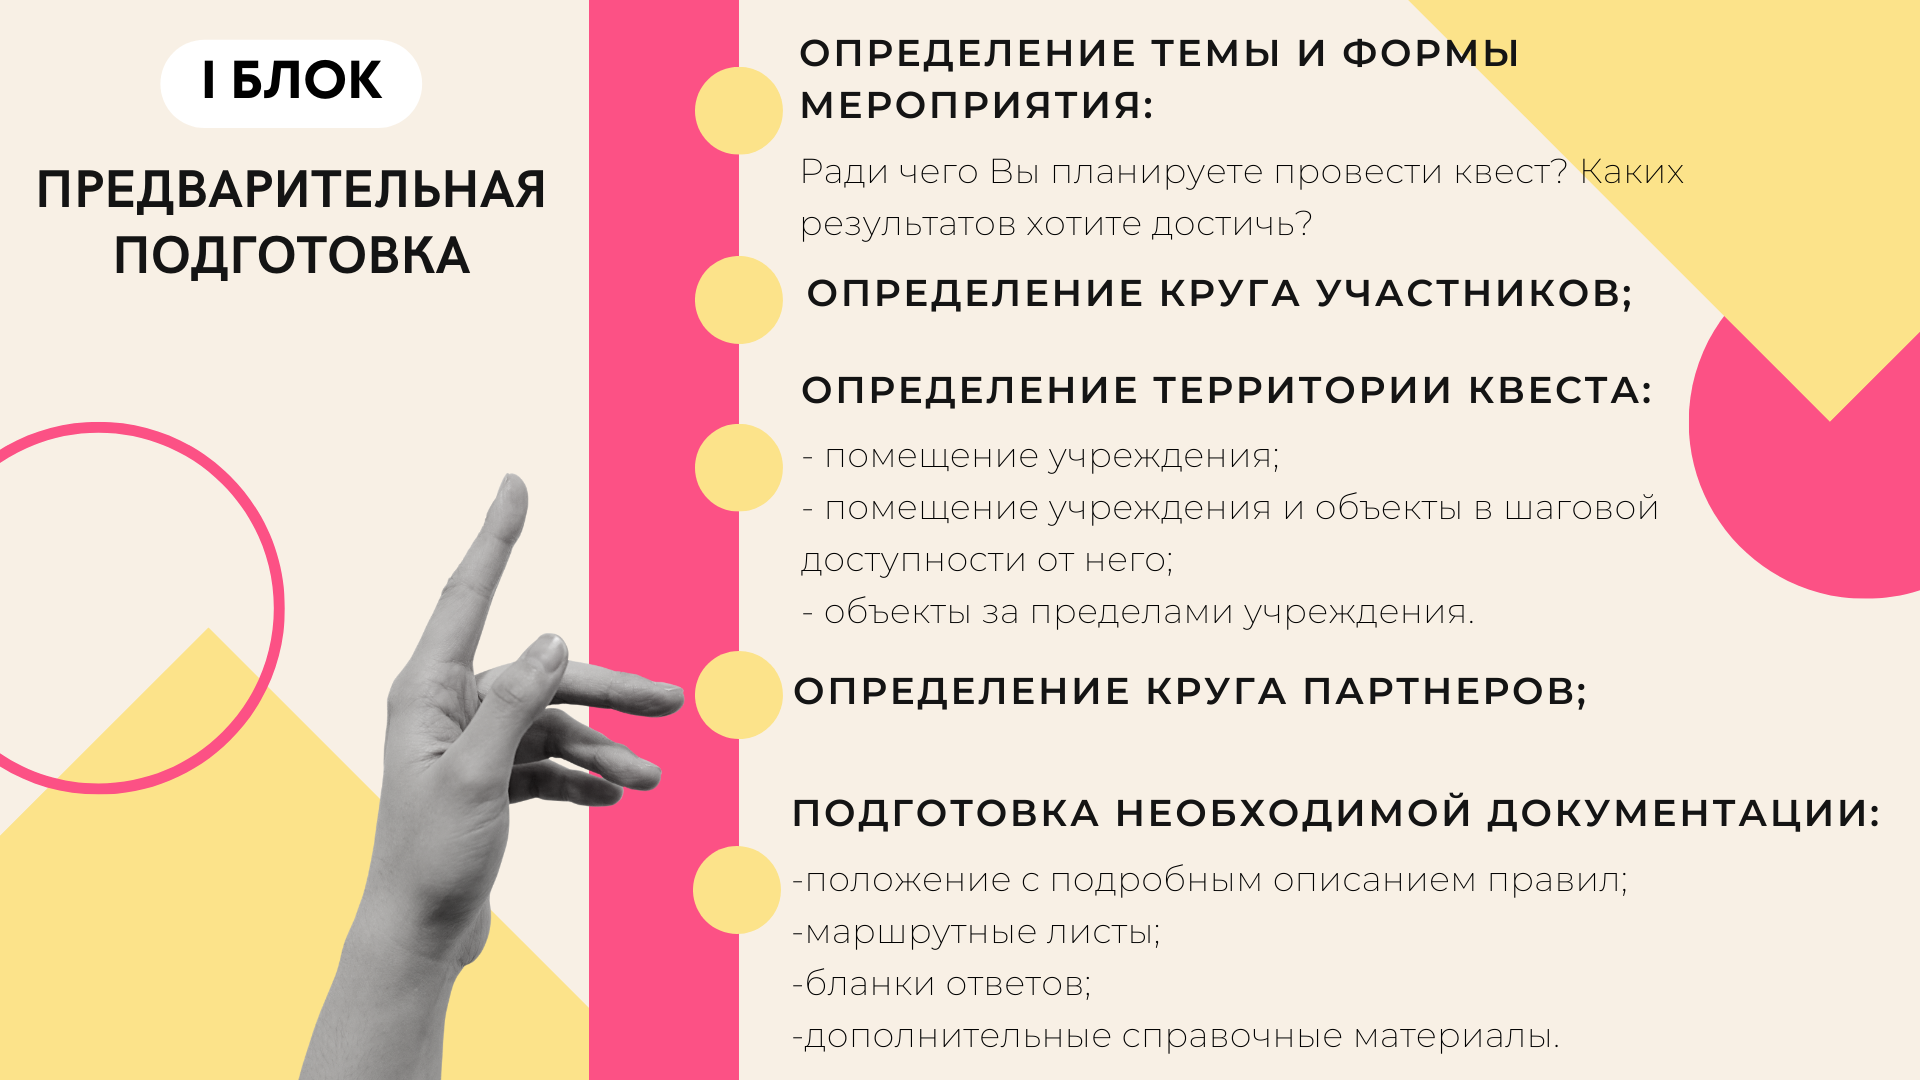 I БЛОК
ПРЕДВАРИТЕЛЬНАЯ
ПОДГОТОВКА
ОПРЕДЕЛЕНИЕ ТЕМЫ И ФОРМЫ
МЕРОПРИЯТИЯ:
Ради чего Вы планируете провести квест? Каких
результатов хотите достичь?
ОПРЕДЕЛЕНИЕ КРУГА УЧАСТНИКОВ;
ОПРЕДЕЛЕНИЕ ТЕРРИТОРИИ КВЕСТА:
- помещение учреждения;
- помещение учреждения и объекты в шаговой
доступности от него;
- объекты за пределами учреждения.
ОПРЕДЕЛЕНИЕ КРУГА ПАРТНЕРОВ;
ПОДГОТОВКА НЕОБХОДИМОЙ ДОКУМЕНТАЦИИ:
-положение с подробным описанием правил;
-маршрутные листы;
-бланки ответов;
-дополнительные справочные материалы.